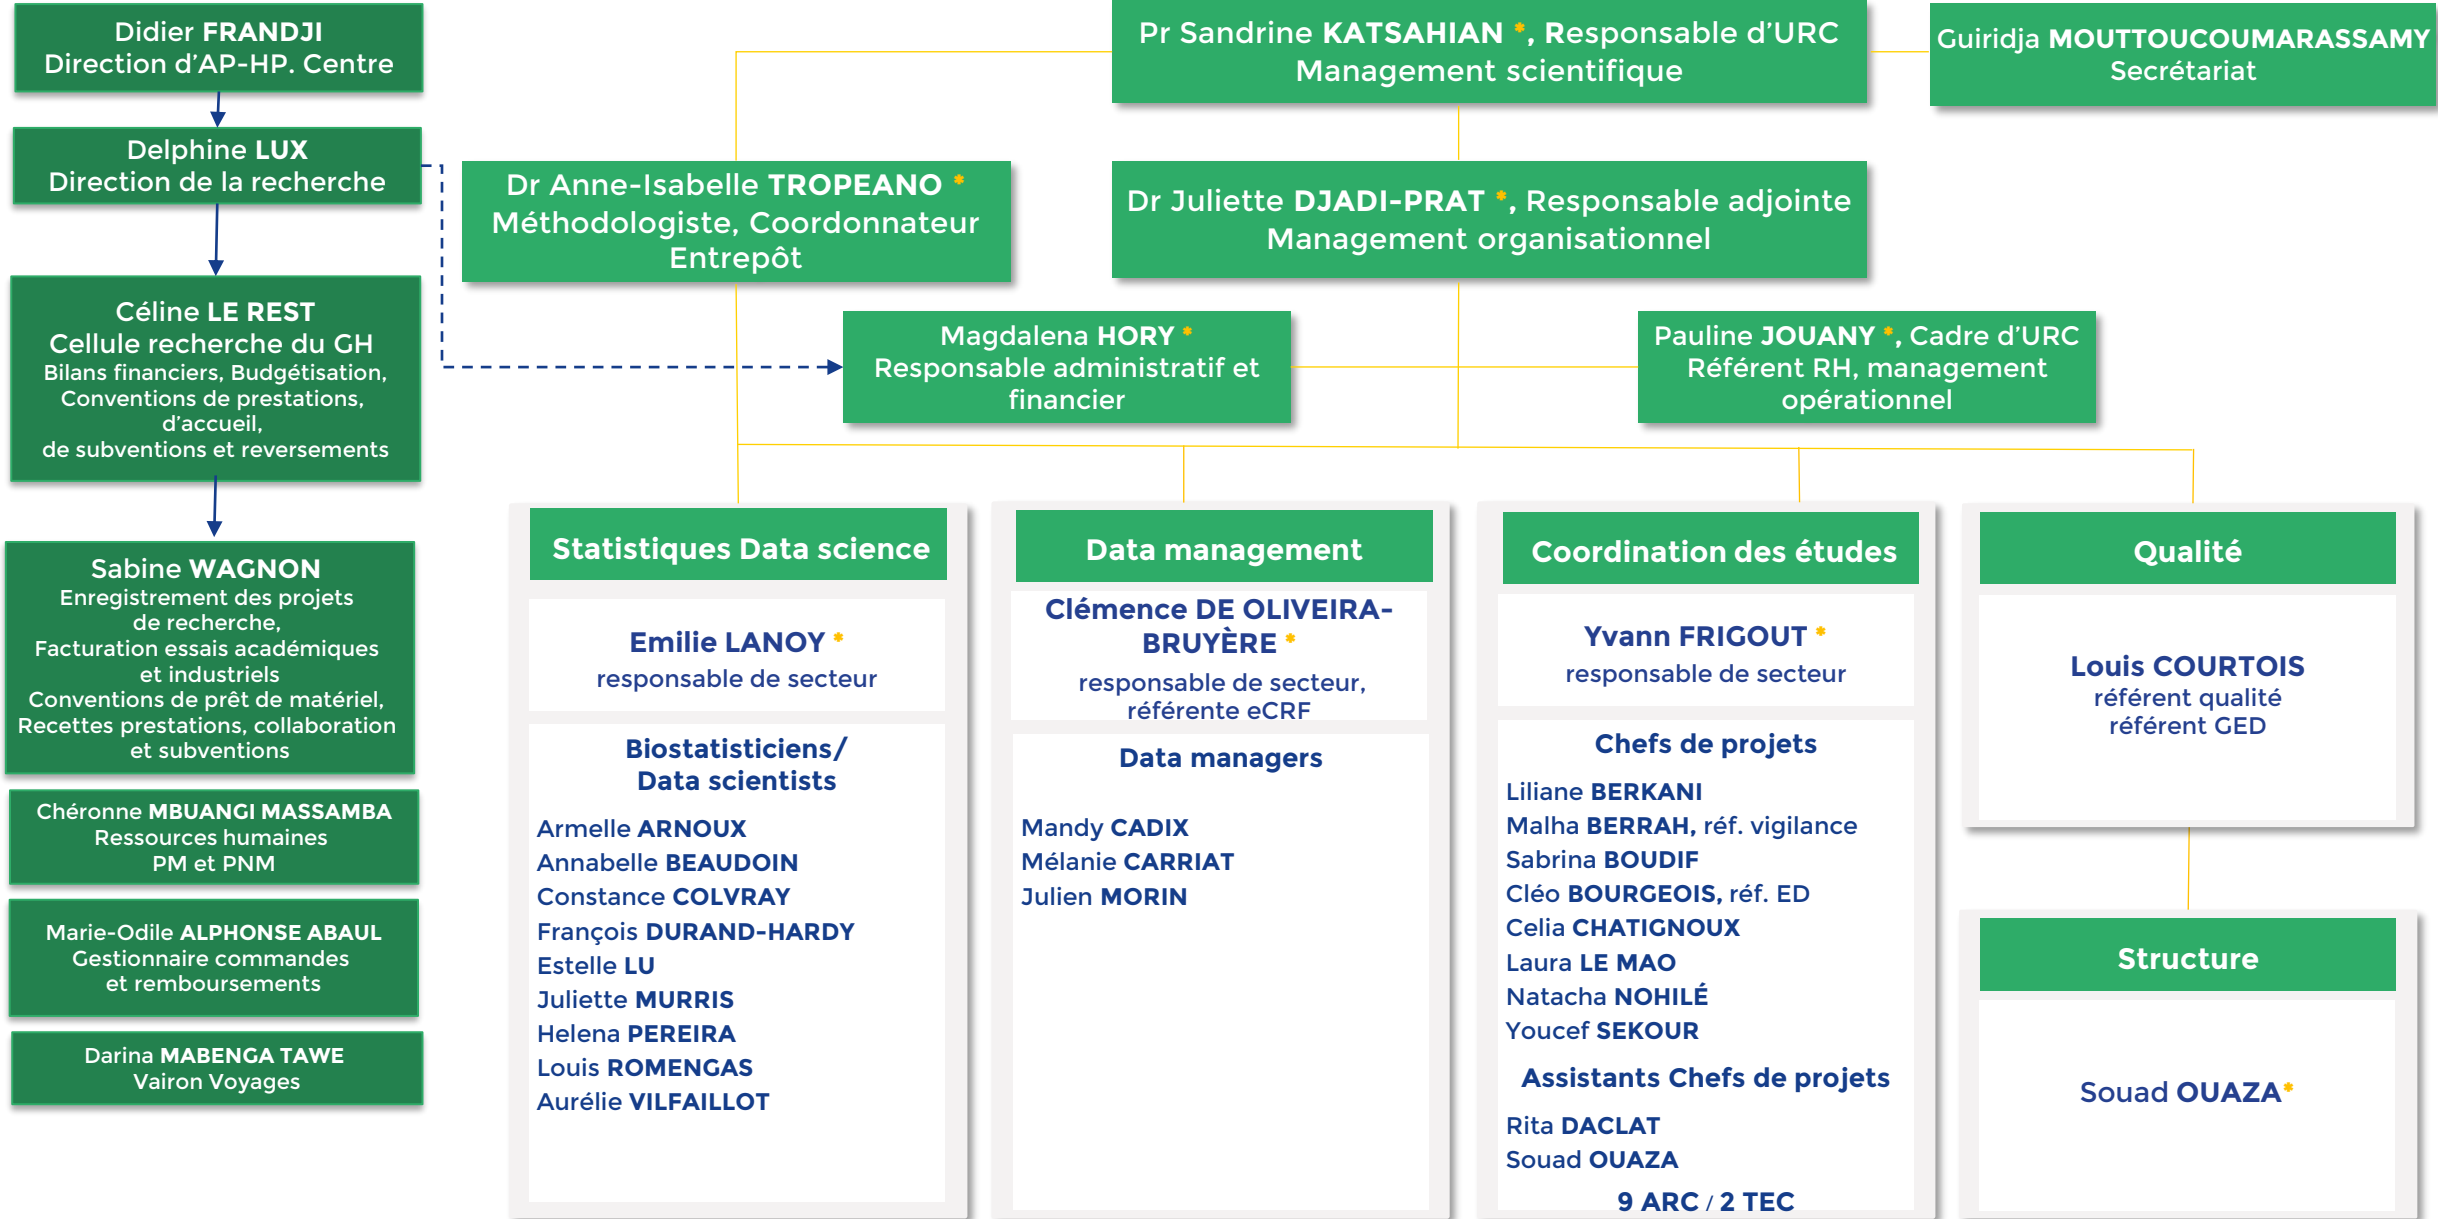 Didier FRANDJI
Direction d'AP-HP. Centre
Delphine LUX
Direction de la recherche
Céline LE REST
Cellule recherche du GH
Bilans financiers, Budgétisation,
Conventions de prestations,
d'accueil,
de subventions et reversements
Sabine WAGNON
Enregistrement des projets
de recherche,
Facturation essais académiques
et industriels
Conventions de prêt de matériel,
Recettes prestations, collaboration
et subventions
Chéronne MBUANGI MASSAMBA
Ressources humaines
PM et PNM
Marie-Odile ALPHONSE ABAUL
Gestionnaire commandes
et remboursements
Darina MABENGA TAWE
Vairon Voyages
Pr Sandrine KATSAHIAN *, Responsable d'URC
Management scientifique
Guiridja MOUTTOUCOUMARASSAMY
Secrétariat
Dr Anne-Isabelle TROPEANO *
Méthodologiste, Coordonnateur
Entrepôt
Dr Juliette DJADI-PRAT *, Responsable adjointe
Management organisationnel
Magdalena HORY *
Responsable administratif et
financier
Pauline JOUANY *, Cadre d'URC
Référent RH, management
opérationnel
Statistiques Data science
Emilie LANOY *
responsable de secteur
Biostatisticiens/
Data scientists
Armelle ARNOUX
Annabelle BEAUDOIN
Constance COLVRAY
François DURAND-HARDY
Estelle LU
Juliette MURRIS
Helena PEREIRA
Louis ROMENGAS
Aurélie VILFAILLOT
Data management
Clémence DE OLIVEIRA-
BRUYÈRE *
responsable de secteur,
référente eCRF
Data managers
Mandy CADIX
Mélanie CARRIAT
Julien MORIN
Coordination des études
Yvann FRIGOUT *
responsable de secteur
Chefs de projets
Liliane BERKANI
Malha BERRAH, réf. vigilance
Sabrina BOUDIF
Cléo BOURGEOIS, réf. ED
Celia CHATIGNOUX
Laura LE MAO
Natacha NOHILÉ
Youcef SEKOUR
Assistants Chefs de projets
Rita DACLAT
Souad OUAZA
9 ARC / 2 TEC
Qualité
Louis COURTOIS
référent qualité
référent GED
Structure
Souad OUAZA*